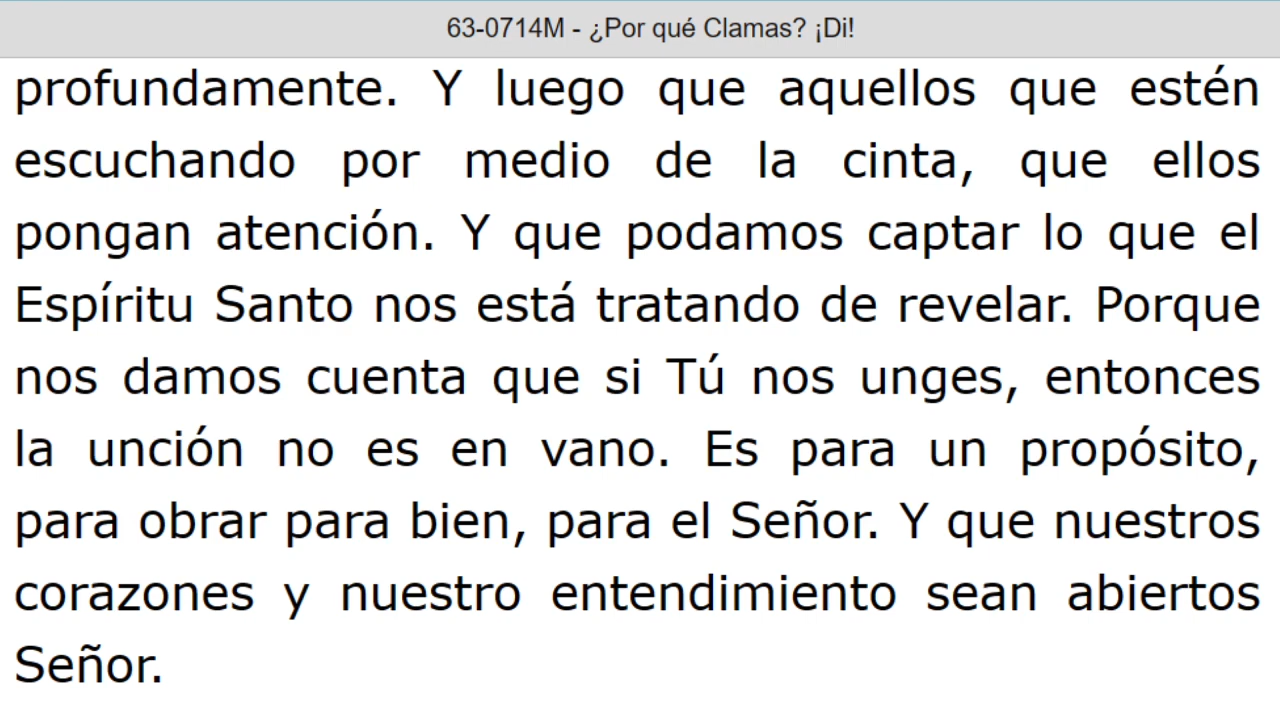 63-0714M - ¿Por qué Clamas? ¡Di!
profundamente. Y luego que aquellos que estén
escuchando por medio de la cinta, que ellos
pongan atención. Y que podamos captar lo que el
Espíritu Santo nos está tratando de revelar. Porque
nos damos cuenta que si Tú nos unges, entonces
la unción no es en vano. Es para un propósito,
para obrar para bien, para el Señor. Y que nuestros
corazones y nuestro entendimiento sean abiertos
Señor.